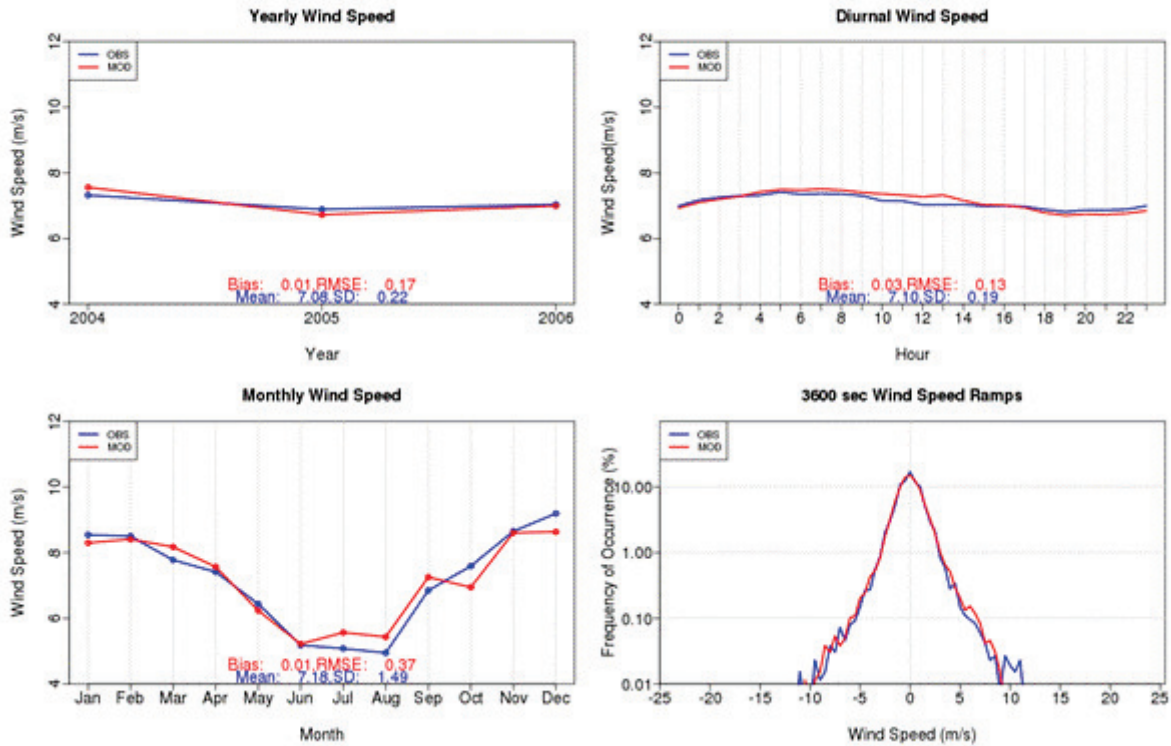 Yearly Wind Speed
OBS
MOD
Wind Speed (m/s)
12
10
8
6
4
Bias: 0.01,RMSE: 0.17
Mean: 7.08,SD: 0.22
2004 2005 2006
Year
Diurnal Wind Speed
OBS
MOD
Wind Speed(m/s)
12
10
8
6
4
Bias: 0.03,RMSE: 0.13
Mean: 7.10,SD: 0.19
0 2 4 6 8 10 12 14 16 18 20 22
Hour
Monthly Wind Speed
OBS
MOD
Wind Speed (m/s)
12
10
8
6
4
Bias: 0.01,RMSE: 0.37
Mean: 7.18,SD: 1.49
Jan Feb Mar Apr May Jun Jul Aug Sep Oct Nov Dec
Month
3600 sec Wind Speed Ramps
OBS
MOD
Frequency of Occurrence (%)
10.00
1.00
0.10
0.01
-25 -20 -15 -10 -5 0 5 10 15 20 25
Wind Speed (m/s)